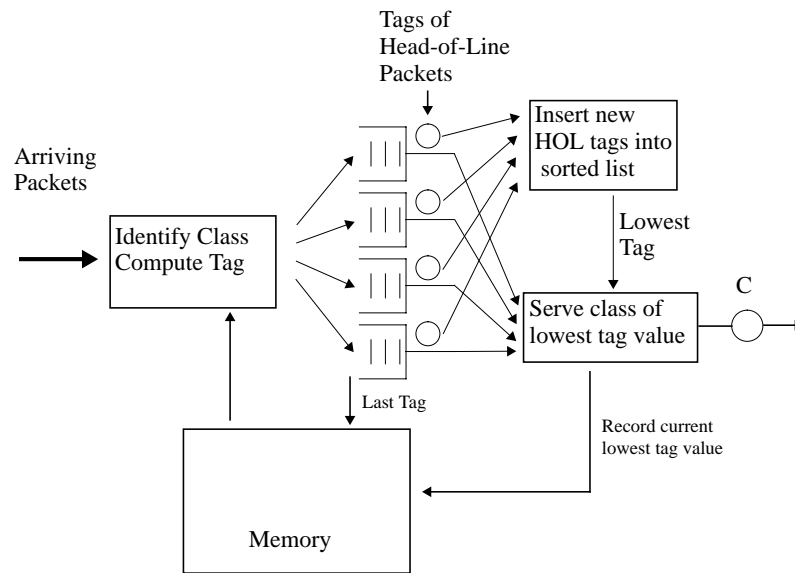 Tags of
Head-of-Line
Packets
Insert new
HOL tags into
sorted list
Arriving
Packets
Identify Class
Compute Tag
Lowest
Tag
C
Serve class of
lowest tag value
Last Tag
Record current
lowest tag value
Memory